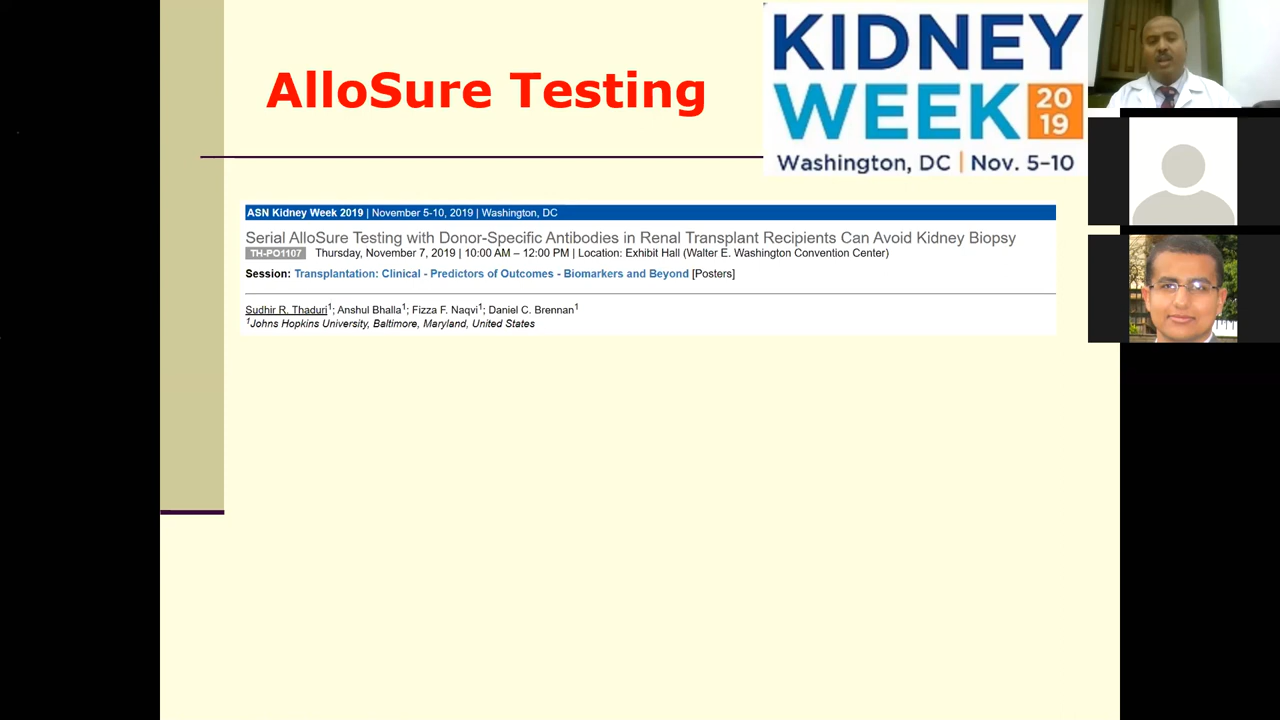 AlloSure Testing
KIDNEY
WEEK 20
19
Washington, DC | Nov. 5-10
ASN Kidney Week 2019 | November 5-10, 2019 | Washington, DC
Serial AlloSure Testing with Donor-Specific Antibodies in Renal Transplant Recipients Can Avoid Kidney Biopsy
TH-PO1107 Thursday, November 7, 2019 | 10:00 AM – 12:00 PM | Location: Exhibit Hall (Walter E. Washington Convention Center)
Session: Transplantation: Clinical - Predictors of Outcomes - Biomarkers and Beyond [Posters]
Sudhir R. Thaduri¹; Anshul Bhalla¹; Fizza F. Naqvi¹; Daniel C. Brennan¹
¹Johns Hopkins University, Baltimore, Maryland, United States